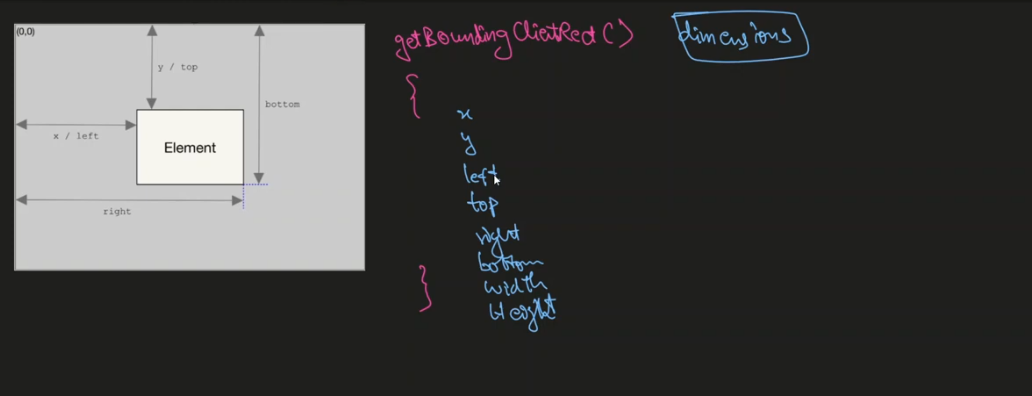 (0,0)
y / top
bottom
x / left
Element
right
getBoundingClientRect()
dimensions
{
x
y
left
top
right
bottom
width
Height
}